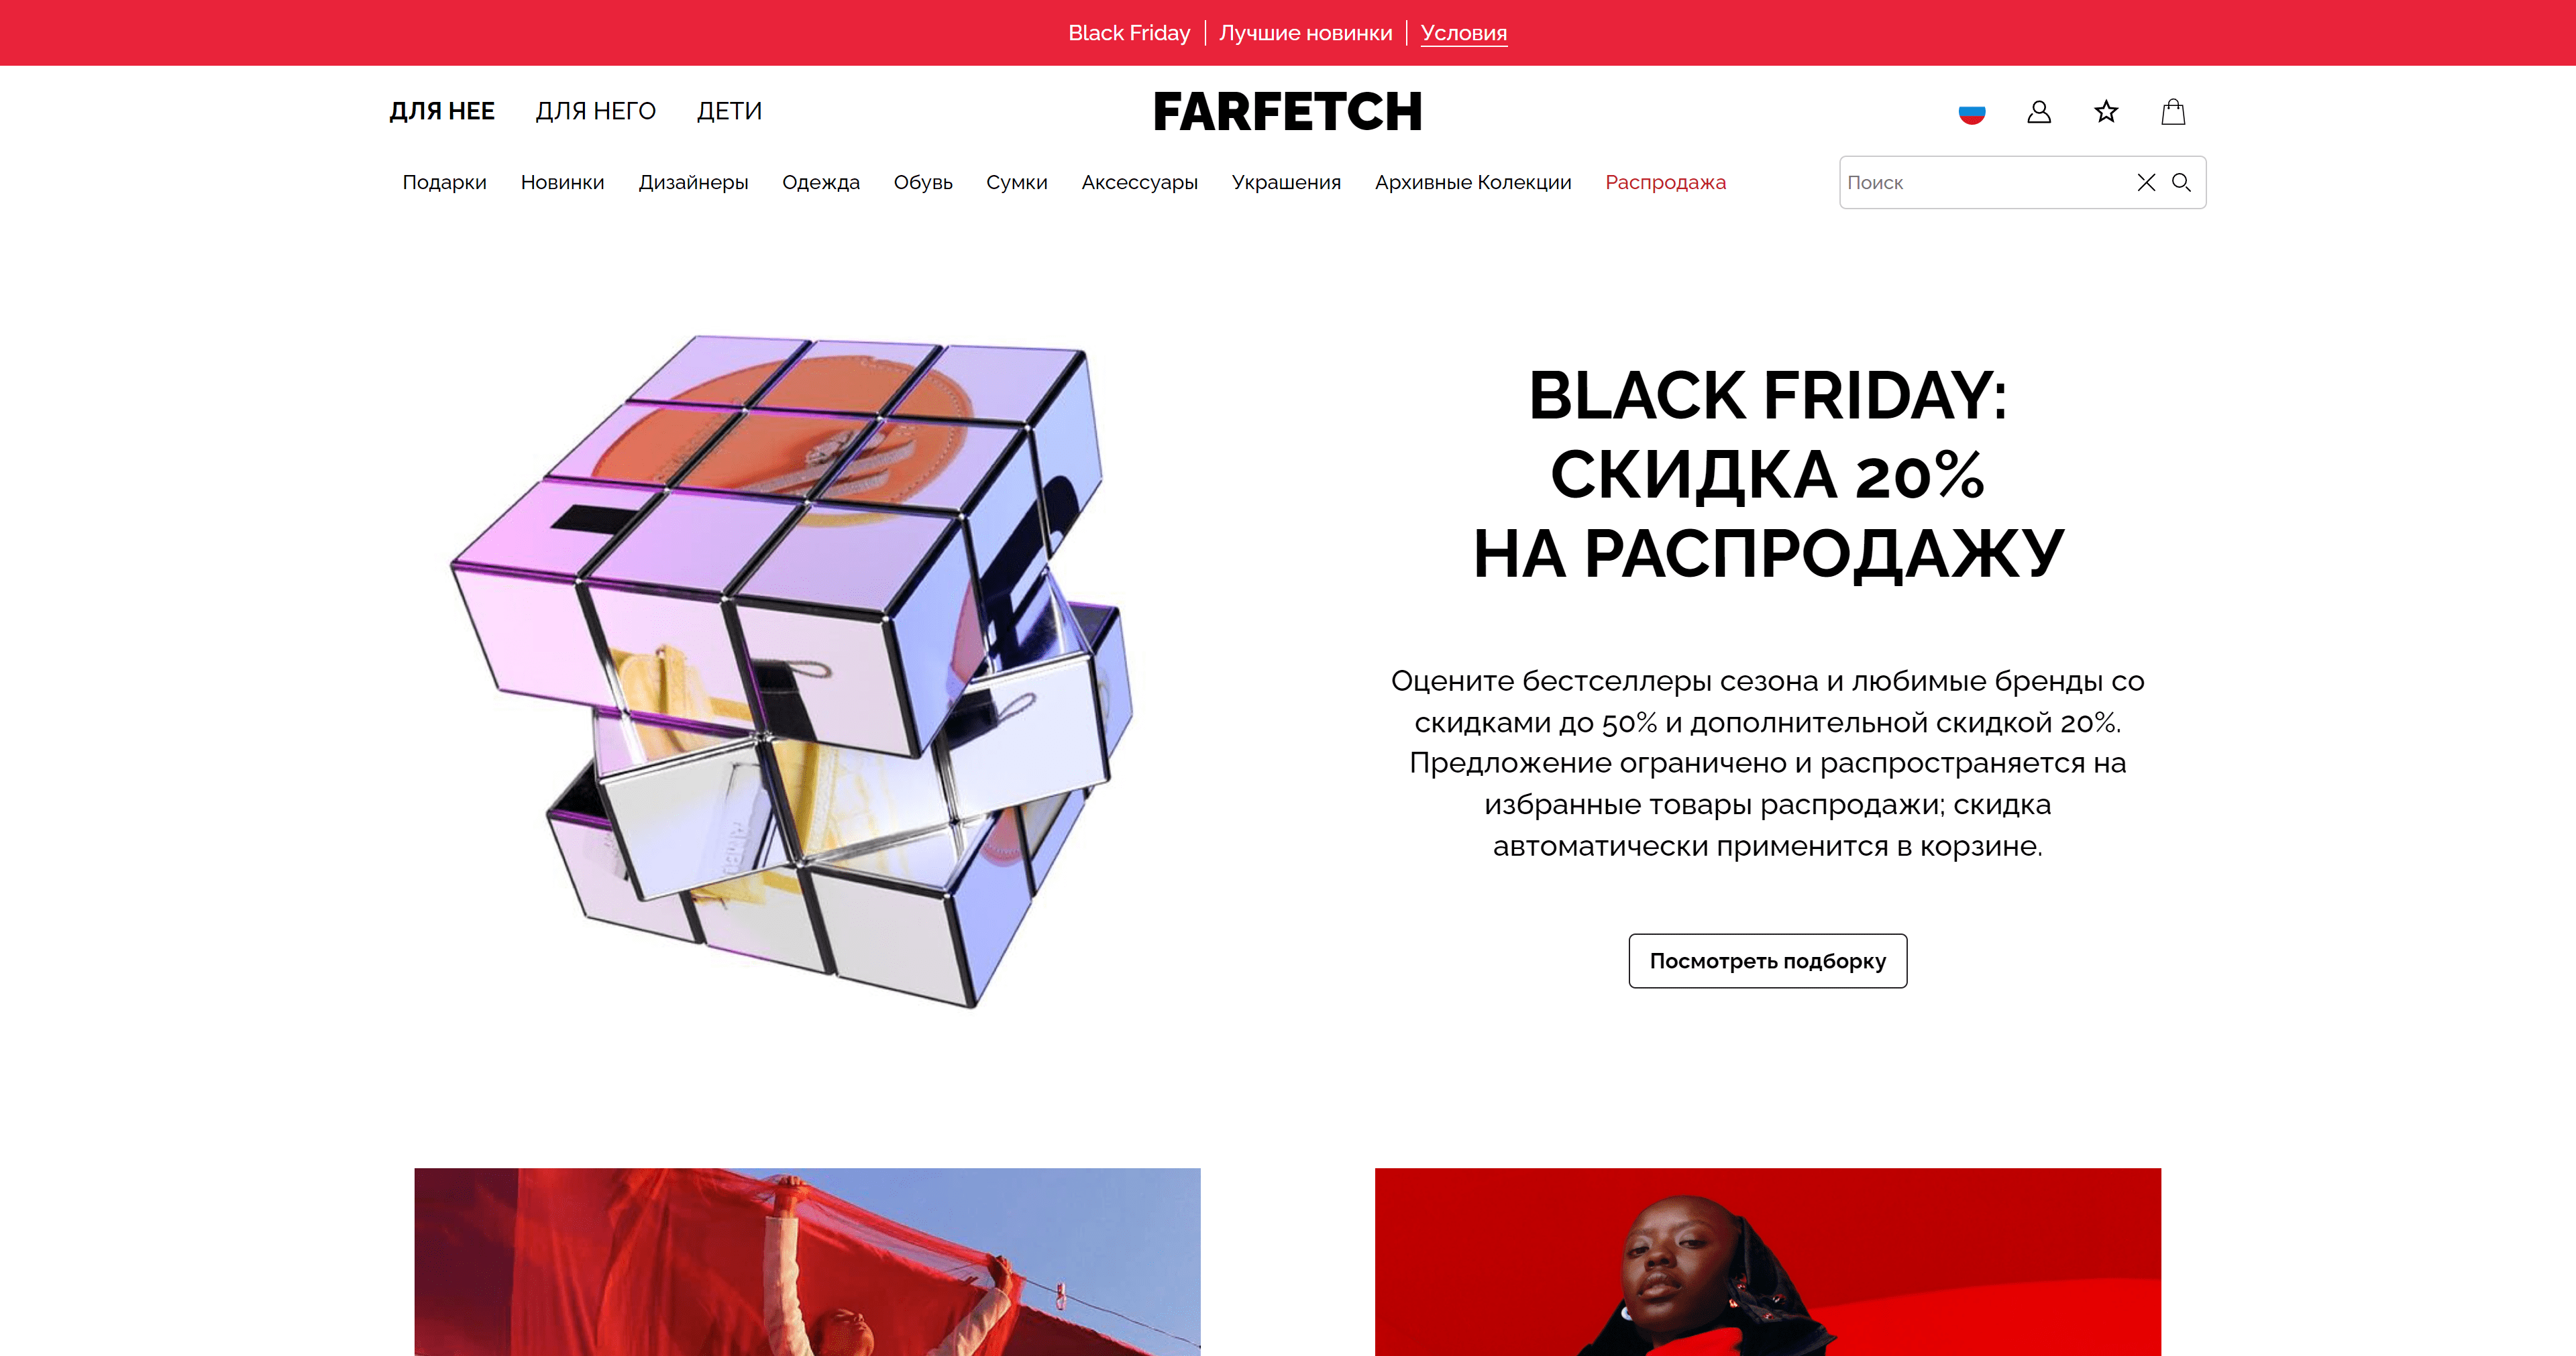 Black Friday | Лучшие новинки | Условия
ДЛЯ НЕЕ ДЛЯ НЕГО ДЕТИ
FARFETCH
Подарки Новинки Дизайнеры Одежда Обувь Сумки Аксессуары Украшения Архивные Колекции Распродажа
Поиск
BLACK FRIDAY:
СКИДКА 20%
НА РАСПРОДАЖУ
Оцените бестселлеры сезона и любимые бренды со
скидками до 50% и дополнительной скидкой 20%.
Предложение ограничено и распространяется на
избранные товары распродажи; скидка
автоматически применится в корзине.
Посмотреть подборку